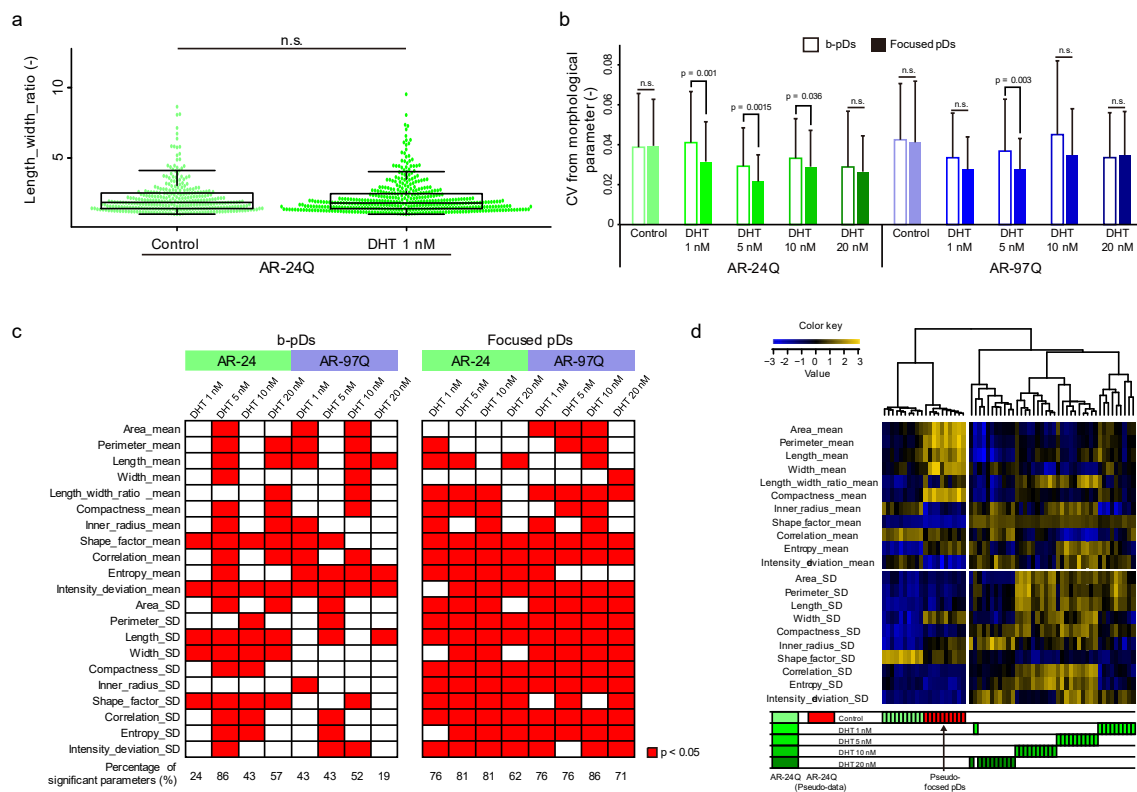 a
n.s.
Length_width_ratio (-)
10
5
Control
DHT 1 nM
AR-24Q
b
b-pDs
Focused pDs
CV from morphological
parameter (-)
0.08
0.06
0.04
0.02
0
n.s.
p = 0.001
p = 0.0015
p = 0.036
n.s.
n.s.
n.s.
p = 0.003
n.s.
n.s.
Control
DHT
1 nM
DHT
5 nM
DHT
10 nM
DHT
20 nM
Control
DHT
1 nM
DHT
5 nM
DHT
10 nM
DHT
20 nM
AR-24Q
AR-97Q
c
b-pDs
Focused pDs
AR-24
AR-97Q
AR-24
AR-97Q
DHT 1 nM
DHT 5 nM
DHT 10 nM
DHT 20 nM
DHT 1 nM
DHT 5 nM
DHT 10 nM
DHT 20 nM
DHT 1 nM
DHT 5 nM
DHT 10 nM
DHT 20 nM
DHT 1 nM
DHT 5 nM
DHT 10 nM
DHT 20 nM
Area_mean
Perimeter_mean
Length_mean
Width_mean
Length_width_ratio _mean
Compactness_mean
Inner_radius_mean
Shape_factor_mean
Correlation_mean
Entropy_mean
Intensity_deviation_mean
Area_SD
Perimeter_SD
Length_SD
Width_SD
Compactness_SD
Inner_radius_SD
Shape_factor_SD
Correlation_SD
Entropy_SD
Intensity_deviation_SD
Percentage of
significant parameters (%)
24 86 43 57 43 43 52 19
76 81 81 62 76 76 86 71
p < 0.05
d
Color key
−3 −2 −1 0 1 2 3
Value
Area_mean
Perimeter_mean
Length_mean
Width_mean
Length_width_ratio_mean
Compactness_mean
Inner_radius_mean
Shape_factor_mean
Correlation_mean
Entropy_mean
Intensity_deviation_mean
Area_SD
Perimeter_SD
Length_SD
Width_SD
Compactness_SD
Inner_radius_SD
Shape_factor_SD
Correlation_SD
Entropy_SD
Intensity_deviation_SD
Control
DHT 1 nM
DHT 5 nM
DHT 10 nM
DHT 20 nM
AR-24Q
AR-24Q
(Pseudo-data)
Pseudo-
focsed pDs